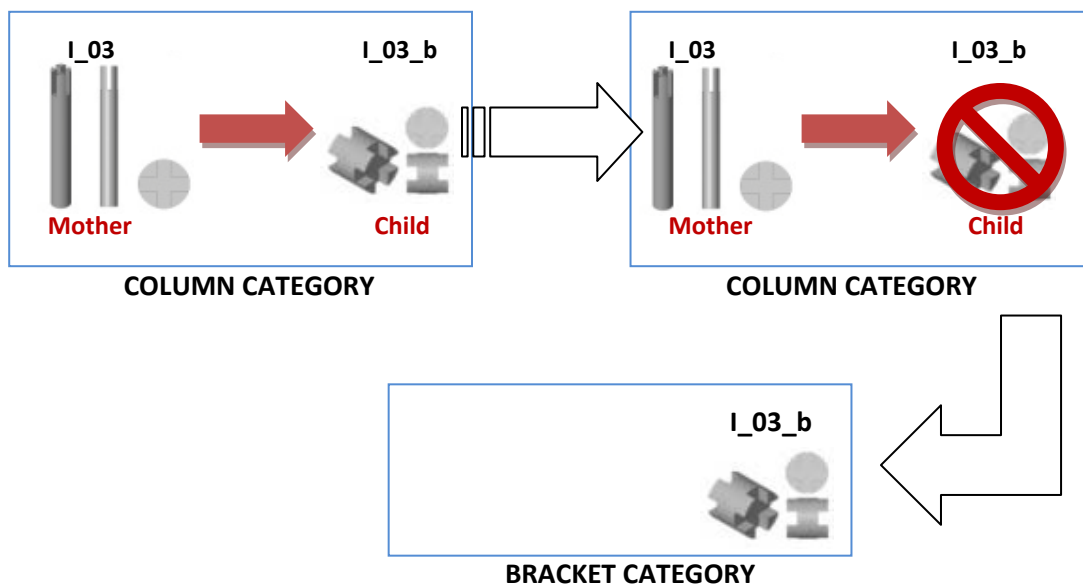 I_03
I_03_b
Mother
Child
COLUMN CATEGORY
I_03
I_03_b
Mother
Child
COLUMN CATEGORY
I_03_b
BRACKET CATEGORY